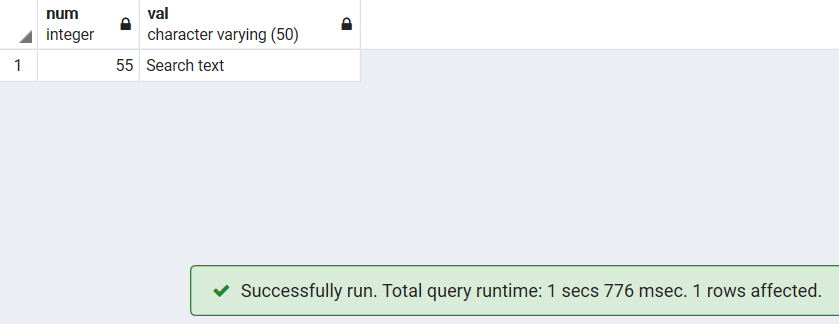 num val
integer character varying (50)
1 55 Search text
Successfully run. Total query runtime: 1 secs 776 msec. 1 rows affected.